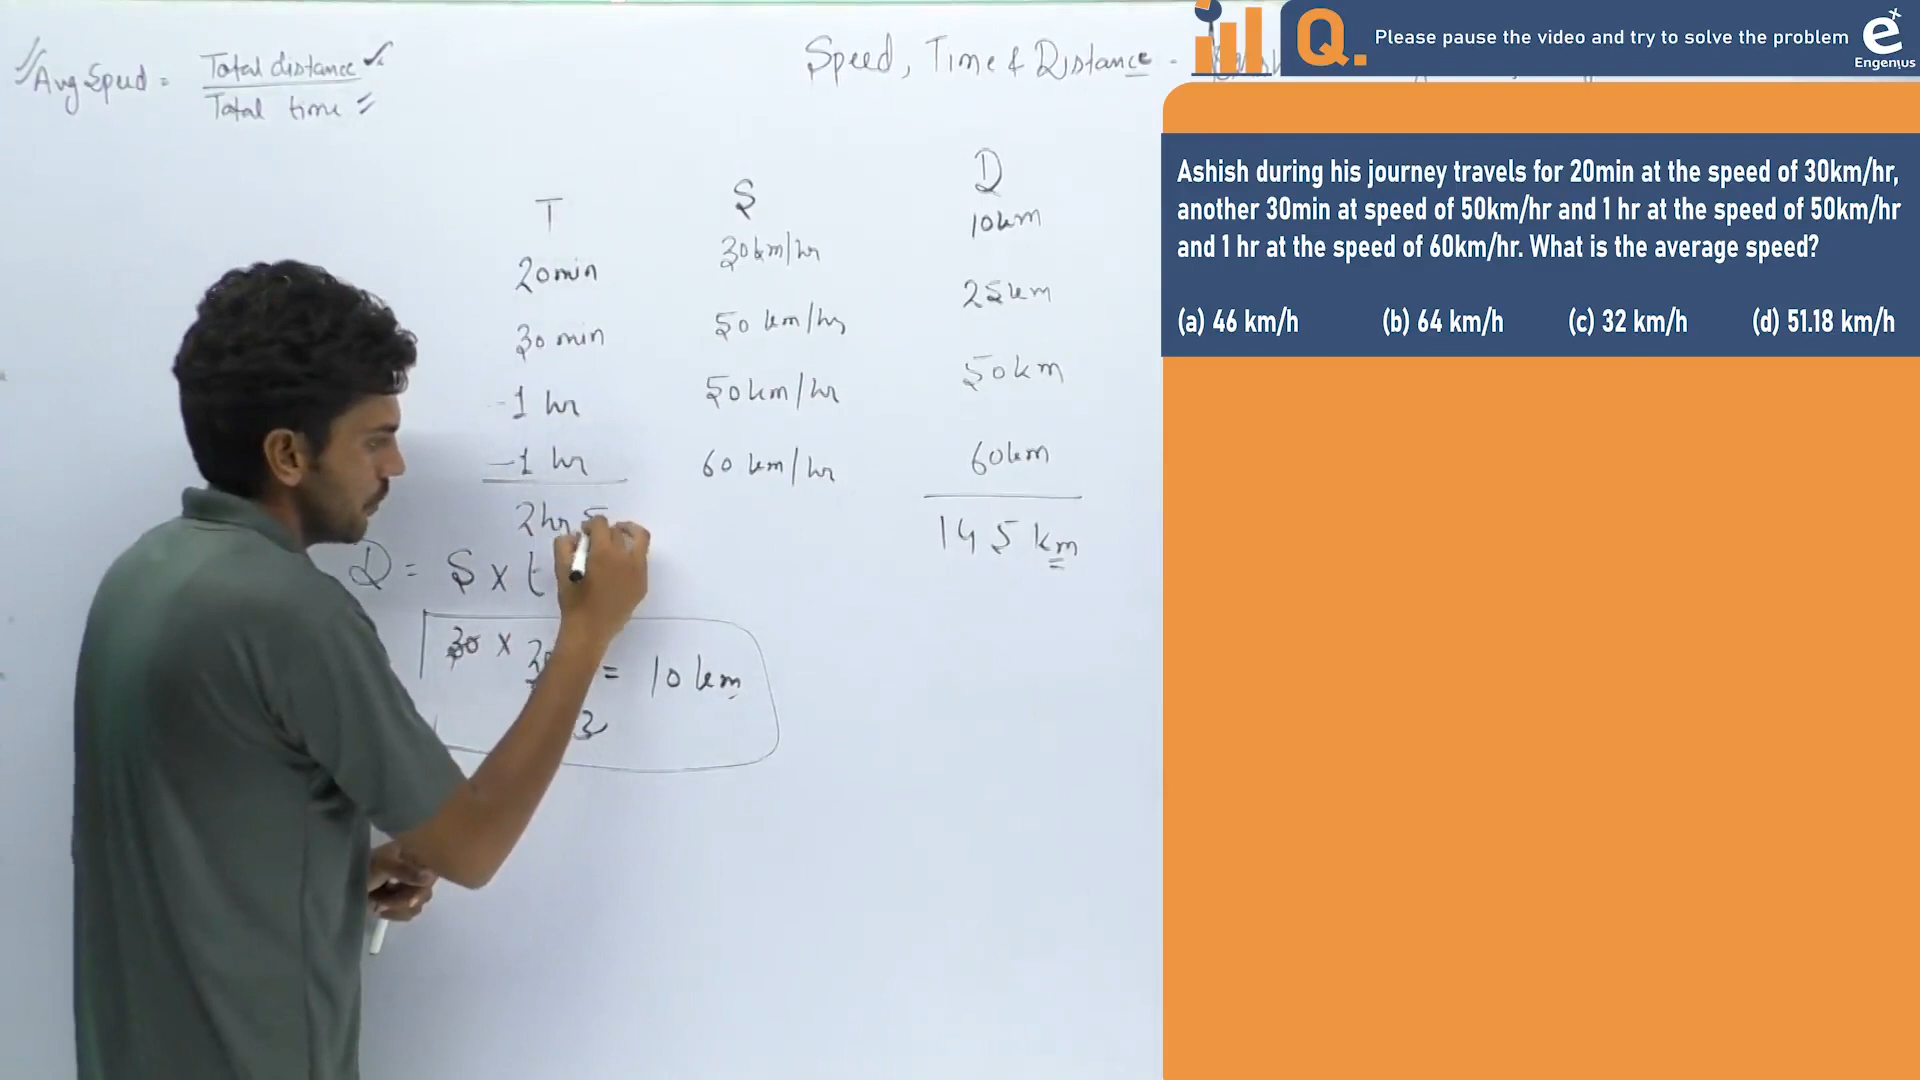 Avg Speed = Total distance
Total time
Speed, Time & Distance -
Q. Please pause the video and try to solve the problem
ex
Engenius
Ashish during his journey travels for 20min at the speed of 30km/hr,
another 30min at speed of 50km/hr and 1 hr at the speed of 50km/hr
and 1 hr at the speed of 60km/hr. What is the average speed?
(a) 46 km/h (b) 64 km/h (c) 32 km/h (d) 51.18 km/h
T S D
20min 30km/hr 10km
30 min 50 km/hr 25km
1 hr 50km/hr 50km
1 hr 60 km/hr 60km
2hr 5 145 km
D = S x t
30 x = 10 km
3